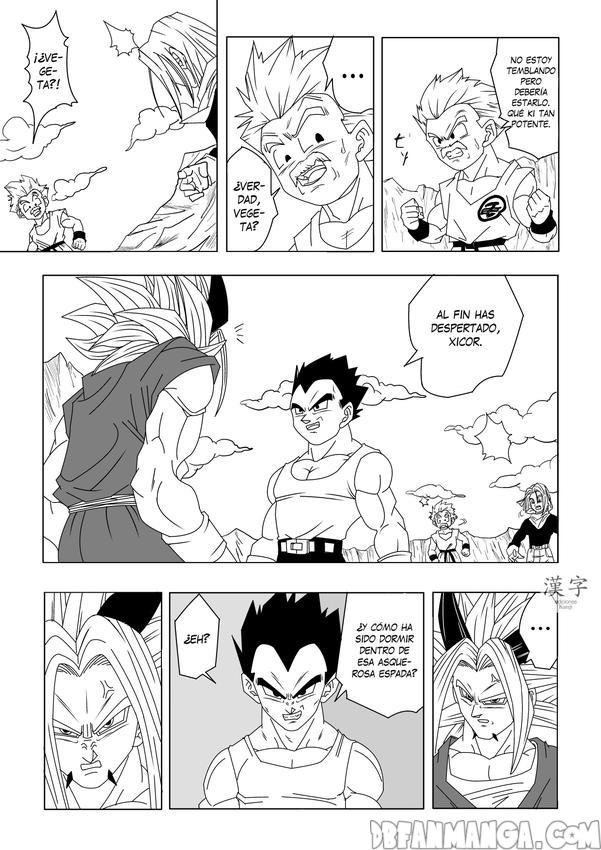 NO ESTOY
TEMBLANDO
PERO
DEBERÍA
ESTARLO.
QUÉ KI TAN
POTENTE.
...
¿VER-
DAD,
VEGE-
TA?
¡¿VE-
GE-
TA?!
AL FIN HAS
DESPERTADO,
XICOR.
漢字
...
¿Y CÓMO HA
SIDO DORMIR
DENTRO DE
ESA ASQUE-
ROSA ESPADA?
¿EH?
DBFANMANGA.COM